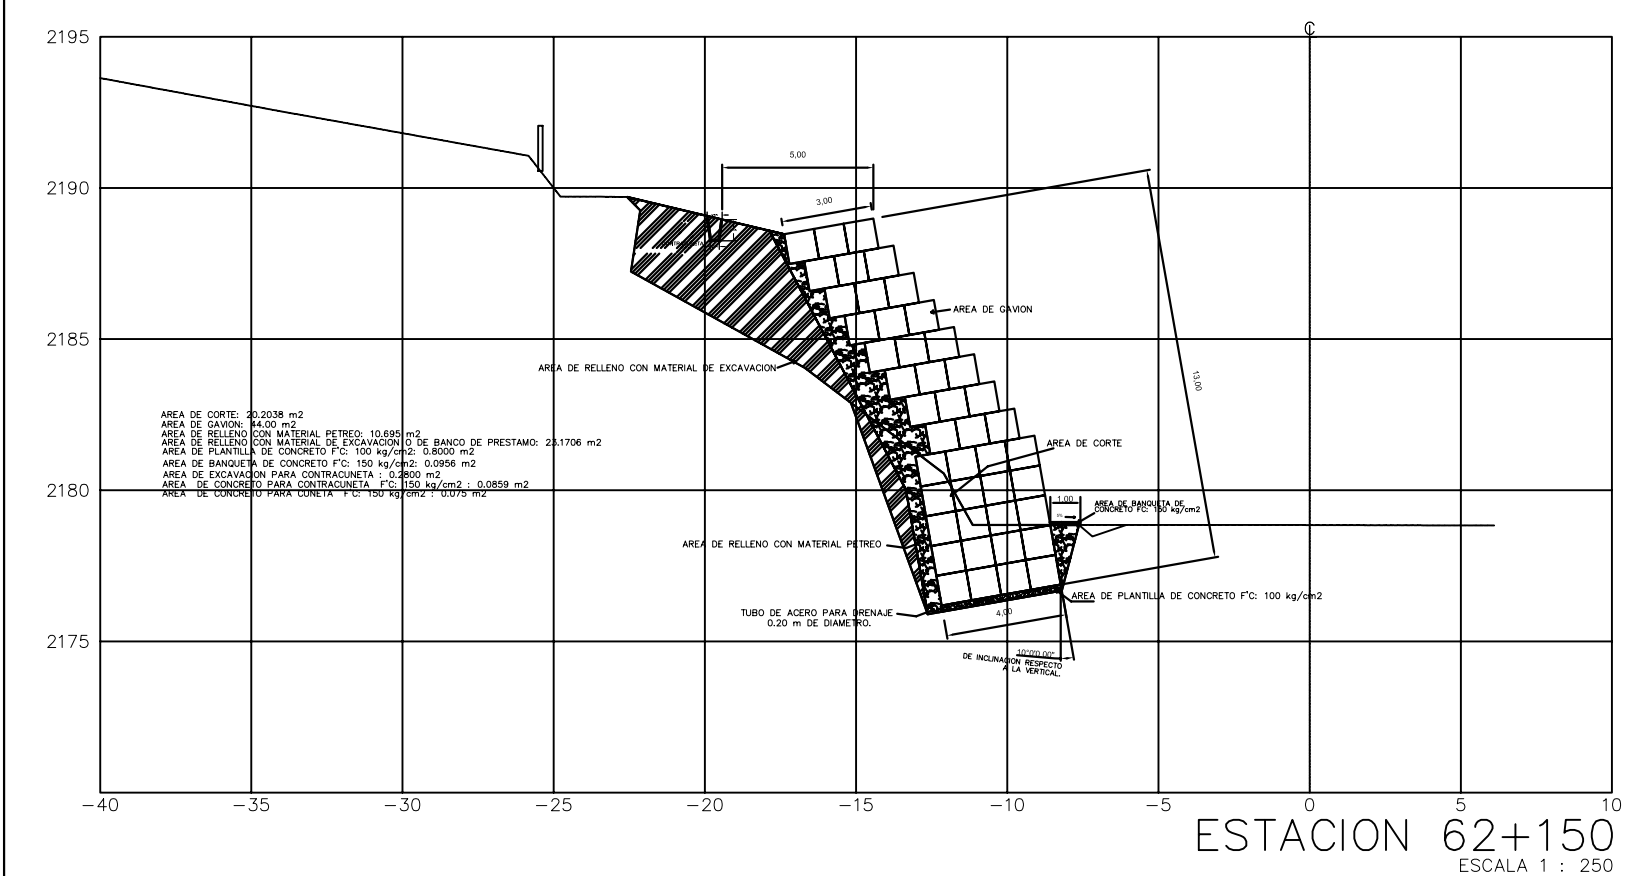 ℄
2195
5,00
2190
3,00
AREA DE GAVION
2185
AREA DE RELLENO CON MATERIAL DE EXCAVACION
13,00
AREA DE CORTE: 20.2038 m2
AREA DE GAVION: 44.00 m2
AREA DE RELLENO CON MATERIAL PETREO: 10.695 m2
AREA DE RELLENO CON MATERIAL DE EXCAVACION O DE BANCO DE PRESTAMO: 23.1706 m2
AREA DE PLANTILLA DE CONCRETO F'C: 100 kg/cm2: 0.8000 m2
AREA DE BANQUETA DE CONCRETO F'C: 150 kg/cm2: 0.0956 m2
AREA DE EXCAVACION PARA CONTRACUNETA : 0.2800 m2
AREA DE CONCRETO PARA CONTRACUNETA F'C: 150 kg/cm2 : 0.0859 m2
AREA DE CONCRETO PARA CUNETA F'C: 150 kg/cm2 : 0.075 m2
AREA DE CORTE
2180
1,00
AREA DE BANQUETA DE
CONCRETO FC: 150 kg/cm2
AREA DE RELLENO CON MATERIAL PETREO
AREA DE PLANTILLA DE CONCRETO F'C: 100 kg/cm2
TUBO DE ACERO PARA DRENAJE
0.20 m DE DIAMETRO.
4,00
2175
10°0'0.00"
DE INCLINACION RESPECTO
A LA VERTICAL.
-40 -35 -30 -25 -20 -15 -10 -5 0 5 10
ESTACION 62+150
ESCALA 1 : 250